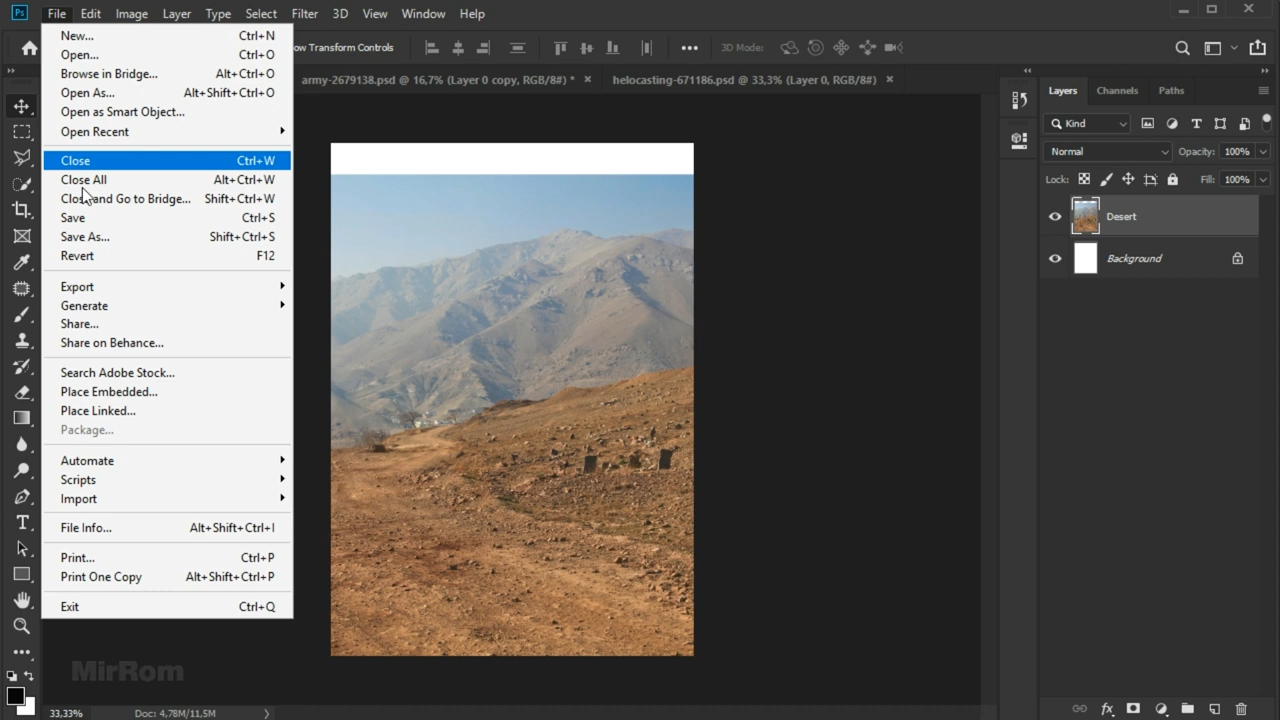 Ps File Edit Image Layer Type Select Filter 3D View Window Help
ow Transform Controls 3D Mode:
army-2679138.psd @ 16,7% (Layer 0 copy, RGB/8#) * × helocasting-671186.psd @ 33,3% (Layer 0, RGB/8#) ×
New... Ctrl+N
Open... Ctrl+O
Browse in Bridge... Alt+Ctrl+O
Open As... Alt+Shift+Ctrl+O
Open as Smart Object...
Open Recent
Close Ctrl+W
Close All Alt+Ctrl+W
Close and Go to Bridge... Shift+Ctrl+W
Save Ctrl+S
Save As... Shift+Ctrl+S
Revert F12
Export
Generate
Share...
Share on Behance...
Search Adobe Stock...
Place Embedded...
Place Linked...
Package...
Automate
Scripts
Import
File Info... Alt+Shift+Ctrl+I
Print... Ctrl+P
Print One Copy Alt+Shift+Ctrl+P
Exit Ctrl+Q
Layers Channels Paths
Kind
Normal Opacity: 100%
Lock: Fill: 100%
Desert
Background
MirRom
33,33% Doc: 4,78M/11,5M